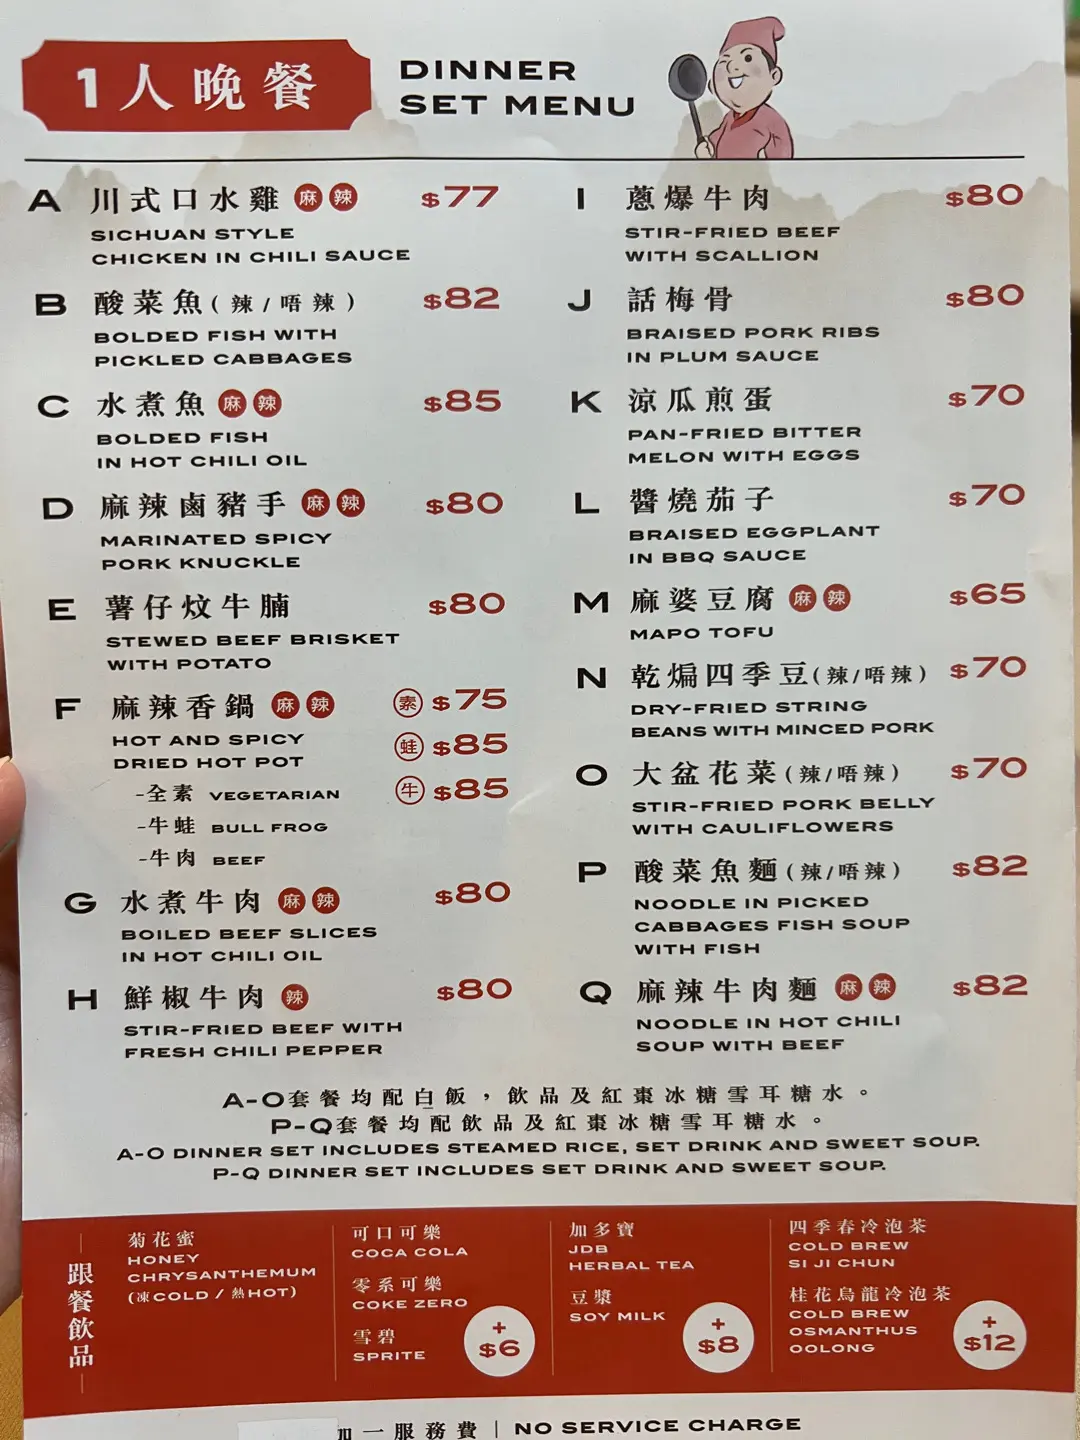 1人晚餐
DINNER
SET MENU
A 川式口水雞 麻 辣 $77
SICHUAN STYLE
CHICKEN IN CHILI SAUCE
B 酸菜魚(辣/唔辣) $82
BOLDED FISH WITH
PICKLED CABBAGES
C 水煮魚 麻 辣 $85
BOLDED FISH
IN HOT CHILI OIL
D 麻辣鹵豬手 麻 辣 $80
MARINATED SPICY
PORK KNUCKLE
E 薯仔炆牛腩 $80
STEWED BEEF BRISKET
WITH POTATO
F 麻辣香鍋 麻 辣 素 $75
HOT AND SPICY 蛙 $85
DRIED HOT POT
-全素 VEGETARIAN 牛 $85
-牛蛙 BULL FROG
-牛肉 BEEF
G 水煮牛肉 麻 辣 $80
BOILED BEEF SLICES
IN HOT CHILI OIL
H 鮮椒牛肉 辣 $80
STIR-FRIED BEEF WITH
FRESH CHILI PEPPER
I 蔥爆牛肉 $80
STIR-FRIED BEEF
WITH SCALLION
J 話梅骨 $80
BRAISED PORK RIBS
IN PLUM SAUCE
K 涼瓜煎蛋 $70
PAN-FRIED BITTER
MELON WITH EGGS
L 醬燒茄子 $70
BRAISED EGGPLANT
IN BBQ SAUCE
M 麻婆豆腐 麻 辣 $65
MAPO TOFU
N 乾煸四季豆(辣/唔辣) $70
DRY-FRIED STRING
BEANS WITH MINCED PORK
O 大盆花菜(辣/唔辣) $70
STIR-FRIED PORK BELLY
WITH CAULIFLOWERS
P 酸菜魚麵(辣/唔辣) $82
NOODLE IN PICKED
CABBAGES FISH SOUP
WITH FISH
Q 麻辣牛肉麵 麻 辣 $82
NOODLE IN HOT CHILI
SOUP WITH BEEF
A-O套餐均配白飯，飲品及紅棗冰糖雪耳糖水。
P-Q套餐均配飲品及紅棗冰糖雪耳糖水。
A-O DINNER SET INCLUDES STEAMED RICE, SET DRINK AND SWEET SOUP.
P-Q DINNER SET INCLUDES SET DRINK AND SWEET SOUP.
跟餐飲品
菊花蜜
HONEY
CHRYSANTHEMUM
(凍COLD / 熱HOT)
可口可樂
COCA COLA
零系可樂
COKE ZERO
雪碧
SPRITE
+
$6
加多寶
JDB
HERBAL TEA
豆漿
SOY MILK
+
$8
四季春冷泡茶
COLD BREW
SI JI CHUN
桂花烏龍冷泡茶
COLD BREW
OSMANTHUS
OOLONG
+
$12
加一服務費 | NO SERVICE CHARGE